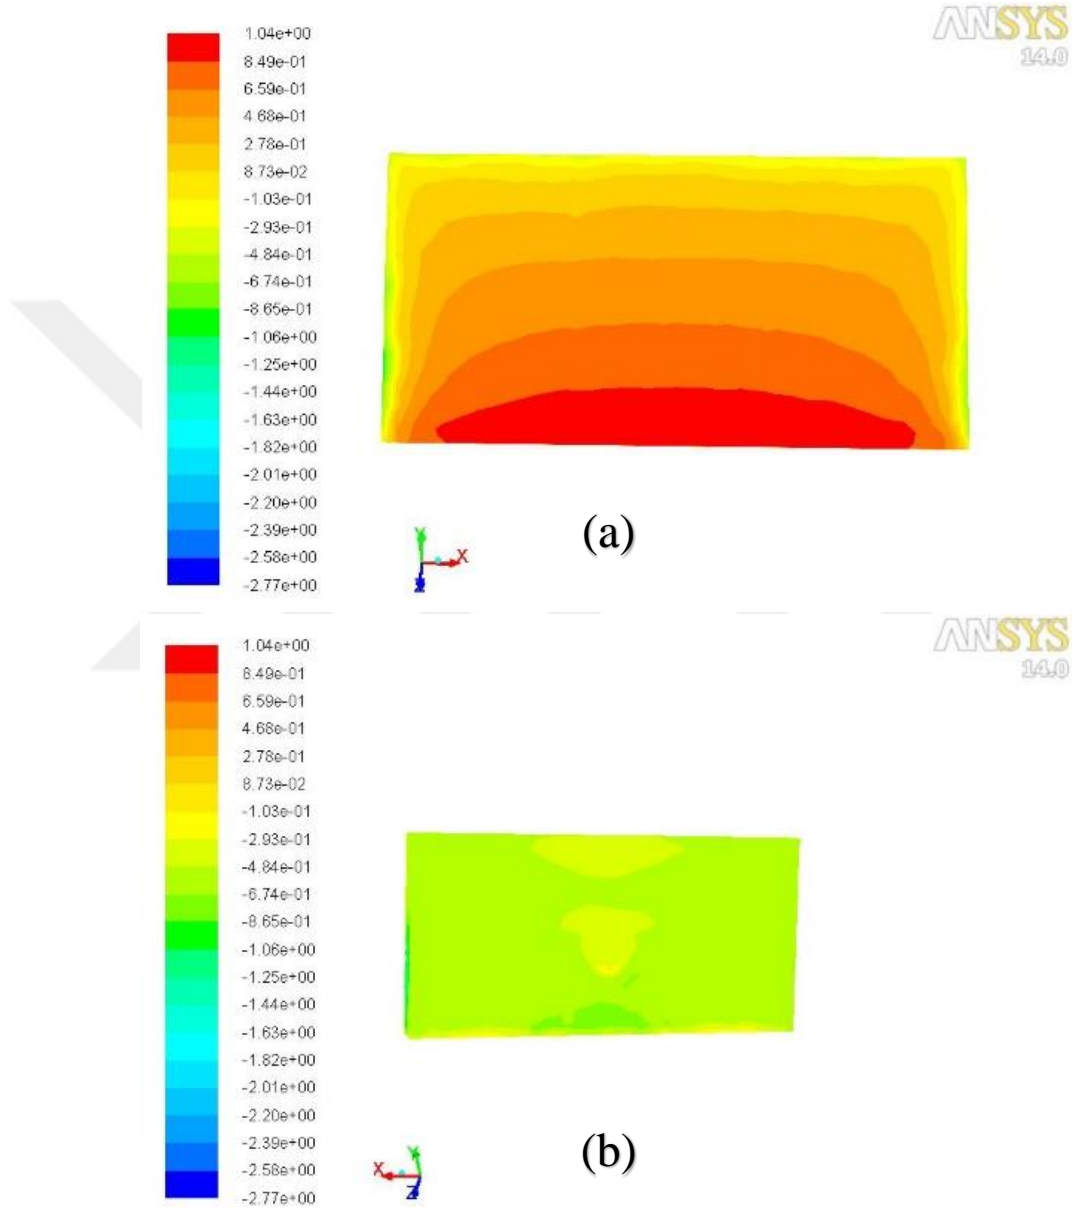 ANSYS
14.0
1.04e+00
8.49e-01
6.59e-01
4.68e-01
2.78e-01
8.73e-02
-1.03e-01
-2.93e-01
-4.84e-01
-6.74e-01
-8.65e-01
-1.06e+00
-1.25e+00
-1.44e+00
-1.63e+00
-1.82e+00
-2.01e+00
-2.20e+00
-2.39e+00
-2.58e+00
-2.77e+00
Y
X
Z
(a)
ANSYS
14.0
1.04e+00
8.49e-01
6.59e-01
4.68e-01
2.78e-01
8.73e-02
-1.03e-01
-2.93e-01
-4.84e-01
-6.74e-01
-8.65e-01
-1.06e+00
-1.25e+00
-1.44e+00
-1.63e+00
-1.82e+00
-2.01e+00
-2.20e+00
-2.39e+00
-2.58e+00
-2.77e+00
Y
X
Z
(b)